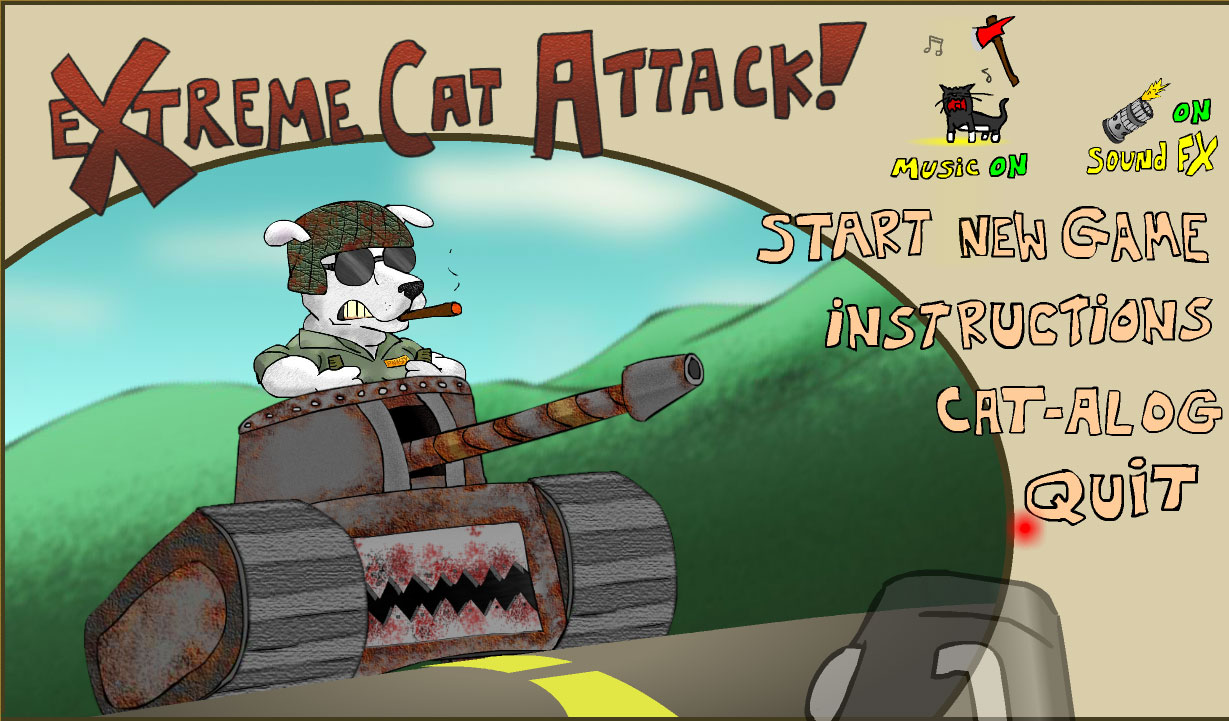 eXtreme Cat Attack!
Music ON
ON
Sound FX
Start New Game
iNSTRUCTiONS
CAT-ALOG
QUiT